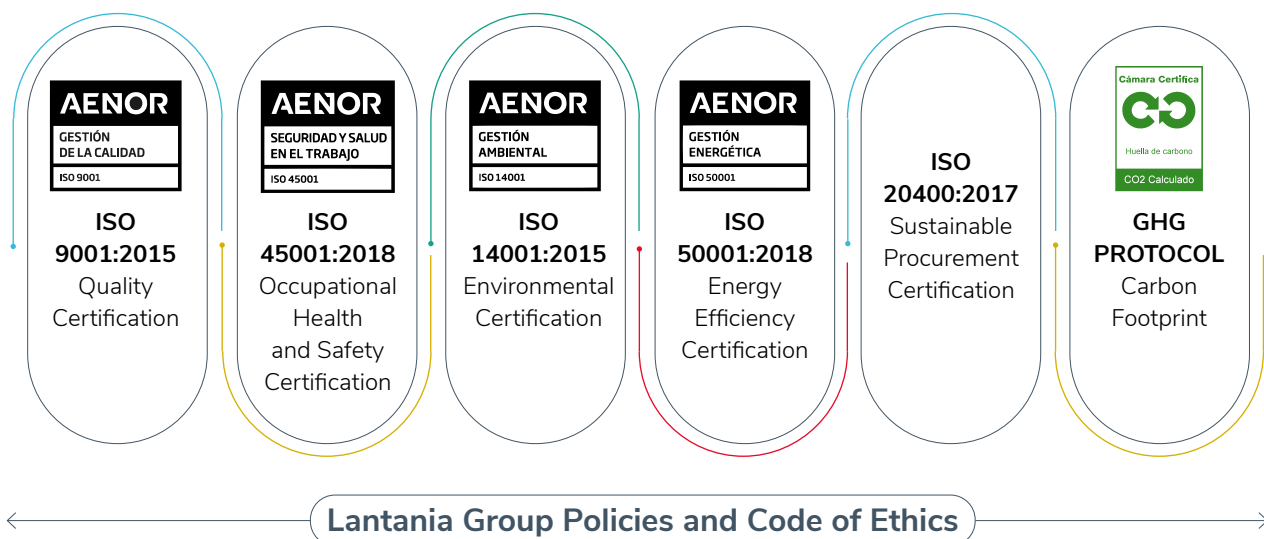 AENOR
GESTIÓN
DE LA CALIDAD
ISO 9001
ISO
9001:2015
Quality
Certification
AENOR
SEGURIDAD Y SALUD
EN EL TRABAJO
ISO 45001
ISO
45001:2018
Occupational
Health
and Safety
Certification
AENOR
GESTIÓN
AMBIENTAL
ISO 14001
ISO
14001:2015
Environmental
Certification
AENOR
GESTIÓN
ENERGÉTICA
ISO 50001
ISO
50001:2018
Energy
Efficiency
Certification
ISO
20400:2017
Sustainable
Procurement
Certification
Cámara Certifica
Huella de carbono
CO2 Calculado
GHG
PROTOCOL
Carbon
Footprint
Lantania Group Policies and Code of Ethics